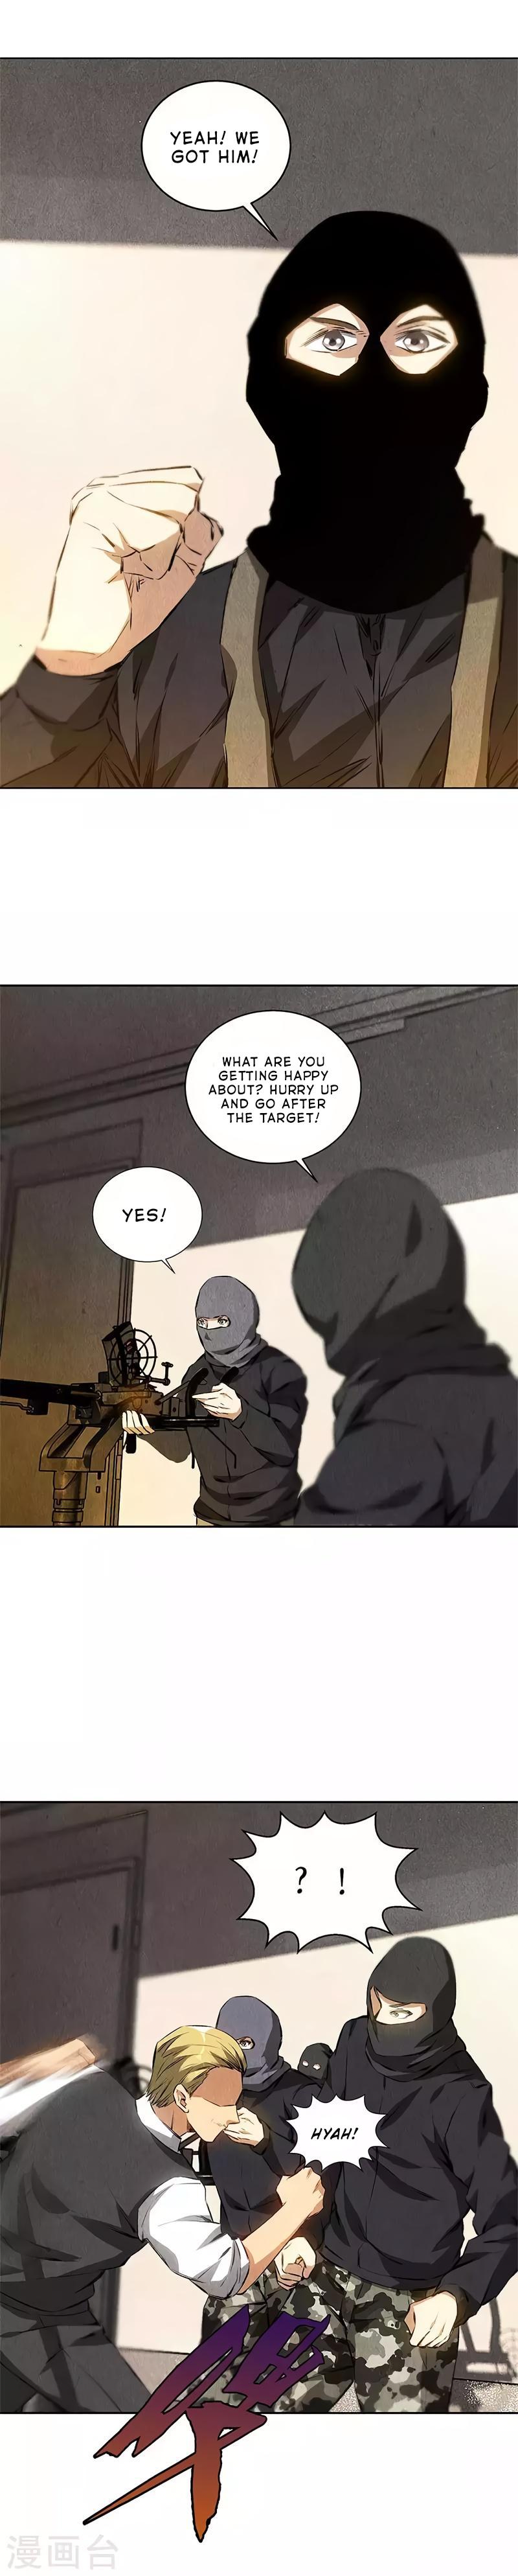 YEAH! WE
GOT HIM!
WHAT ARE YOU
GETTING HAPPY
ABOUT? HURRY UP
AND GO AFTER
THE TARGET!
YES!
? !
HYAH!
漫画台